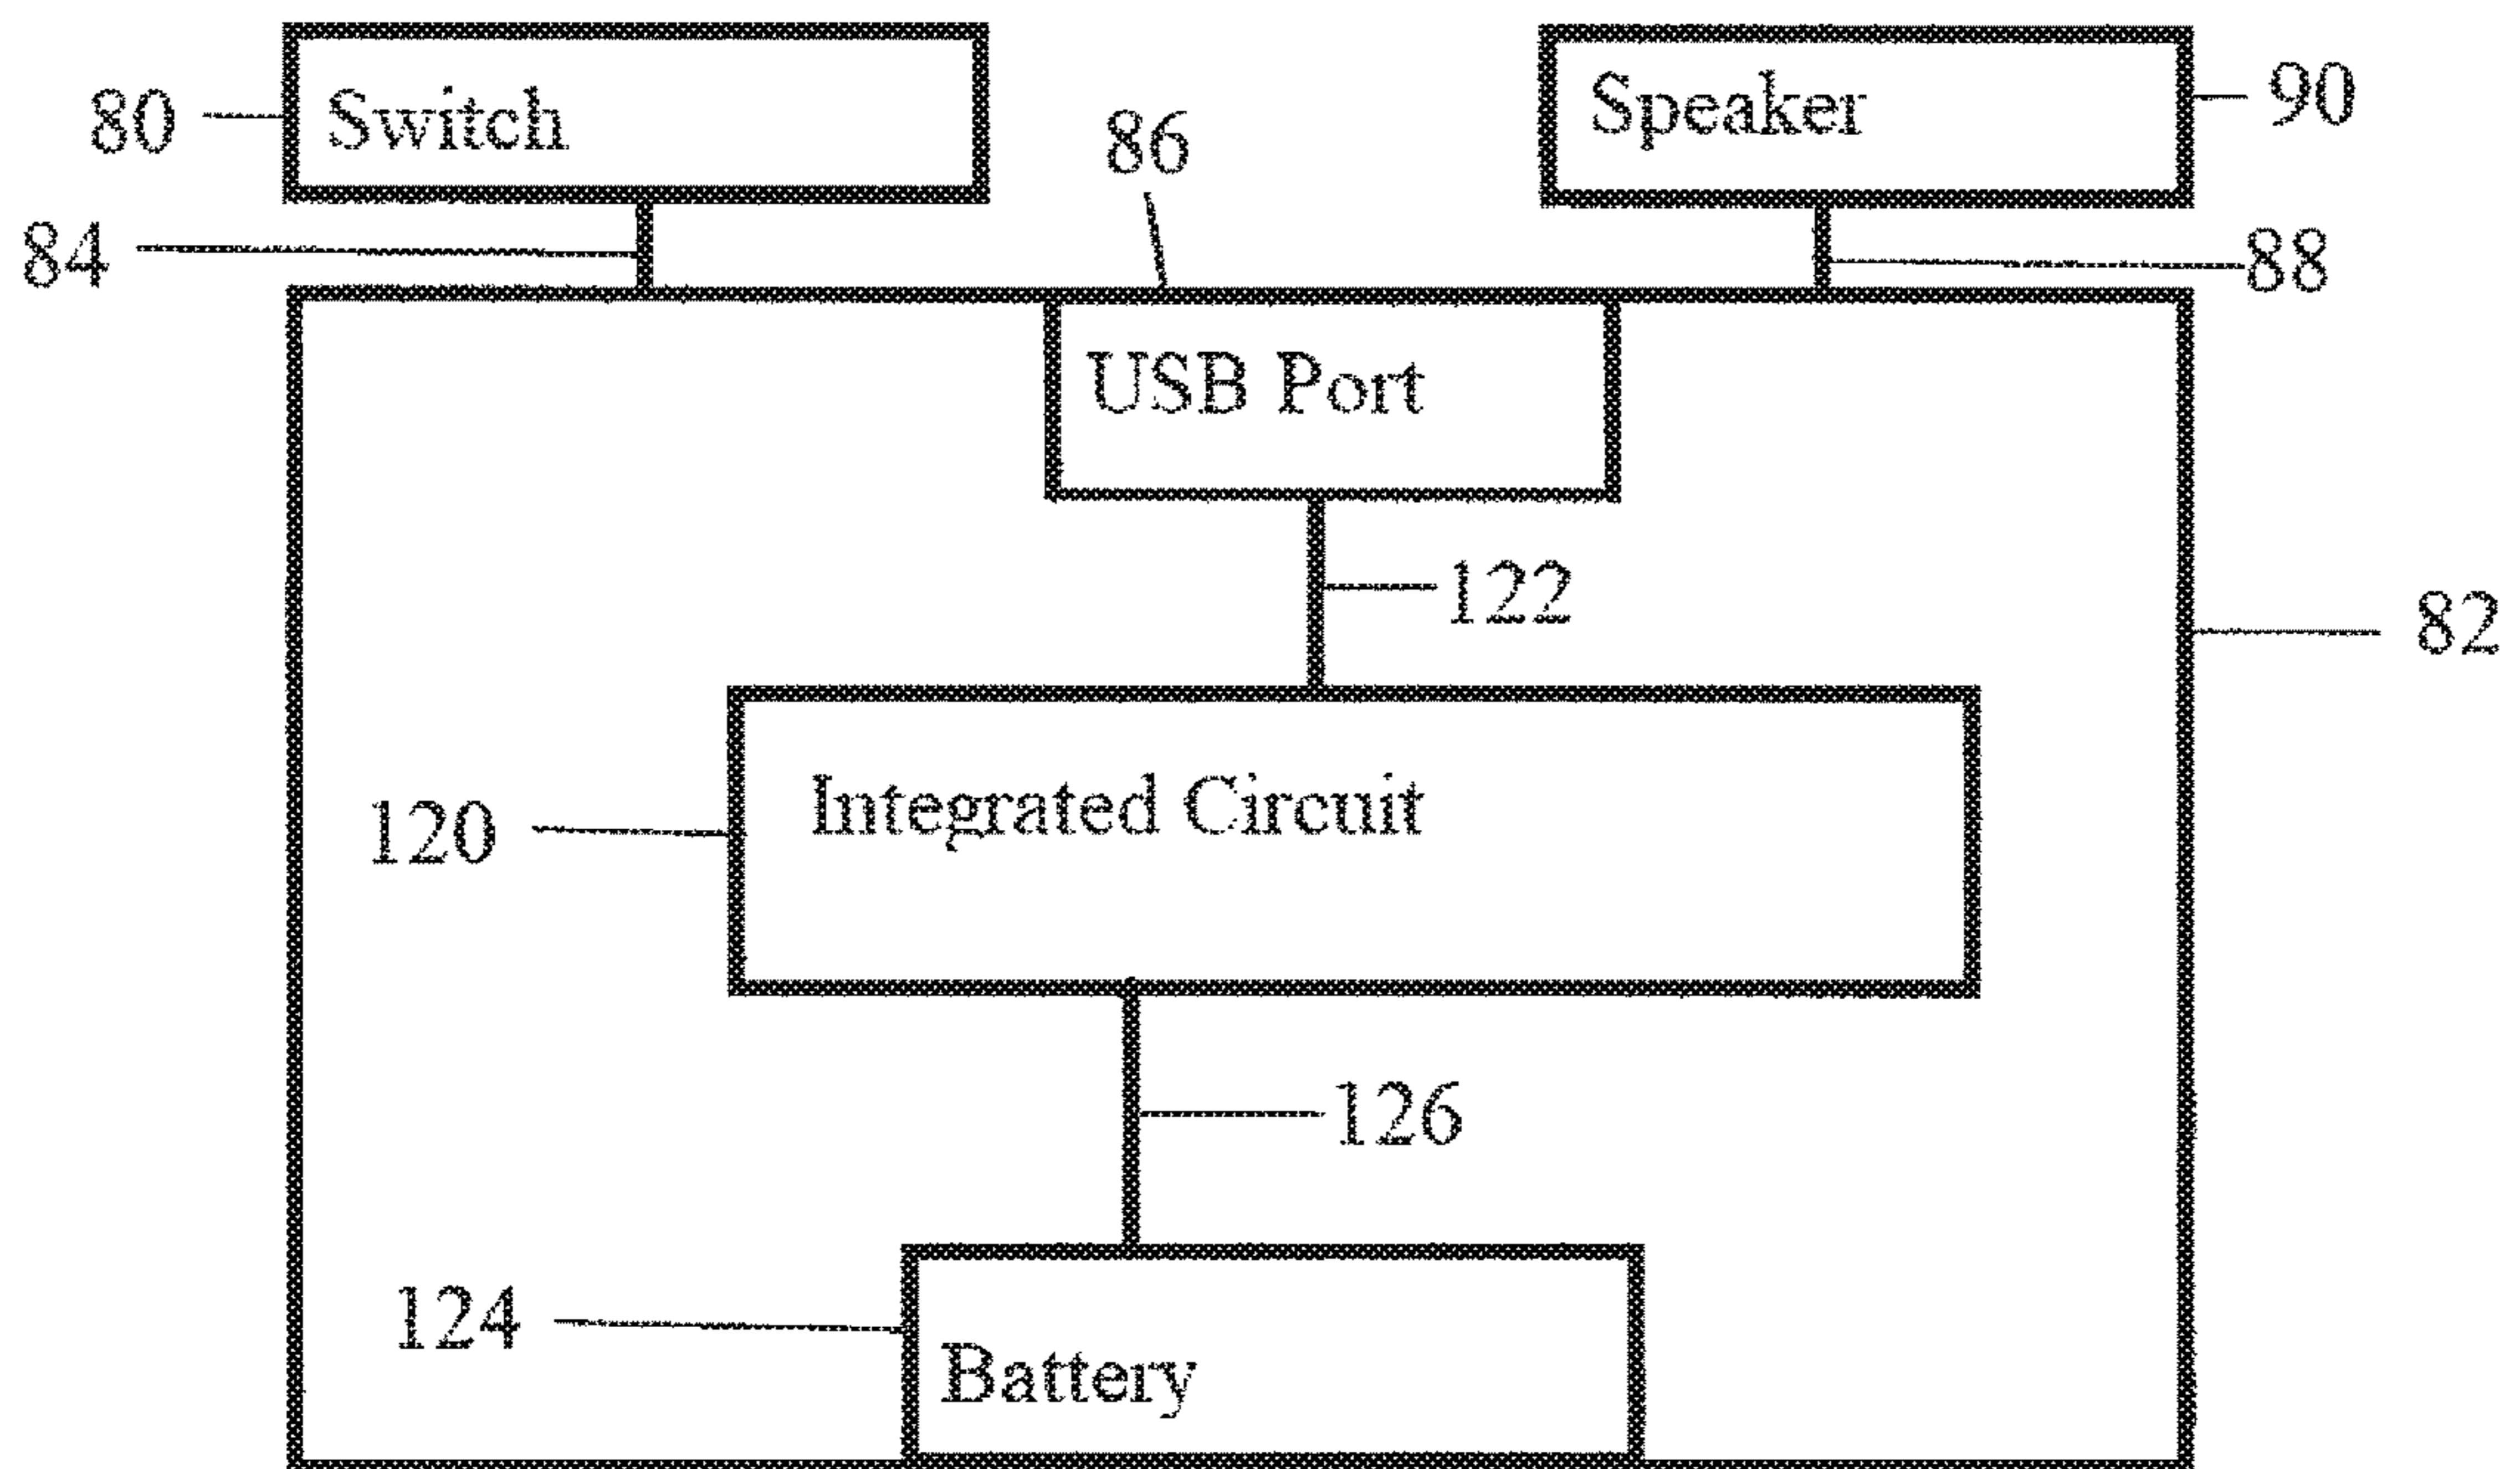 80
Switch
Speaker
90
86
84
88
USB Port
122
82
Integrated Circuit
120
126
124
Battery